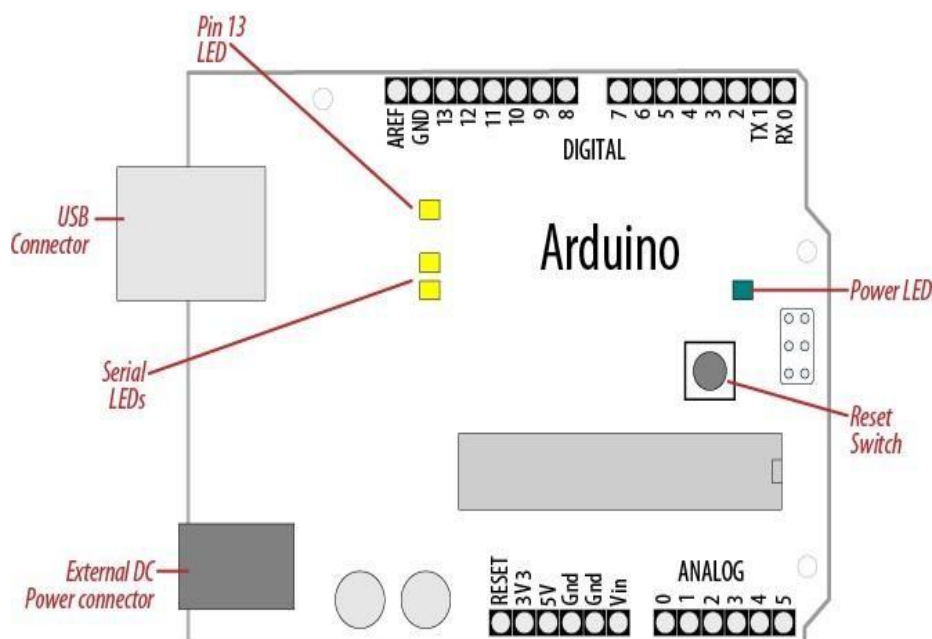 Pin 13
LED
AREF
GND
13
12
11
10
9
8
7
6
5
4
3
2
TX 1
RX 0
DIGITAL
USB
Connector
Arduino
Power LED
Serial
LEDs
Reset
Switch
External DC
Power connector
RESET
3V3
5V
Gnd
Gnd
Vin
ANALOG
0
1
2
3
4
5